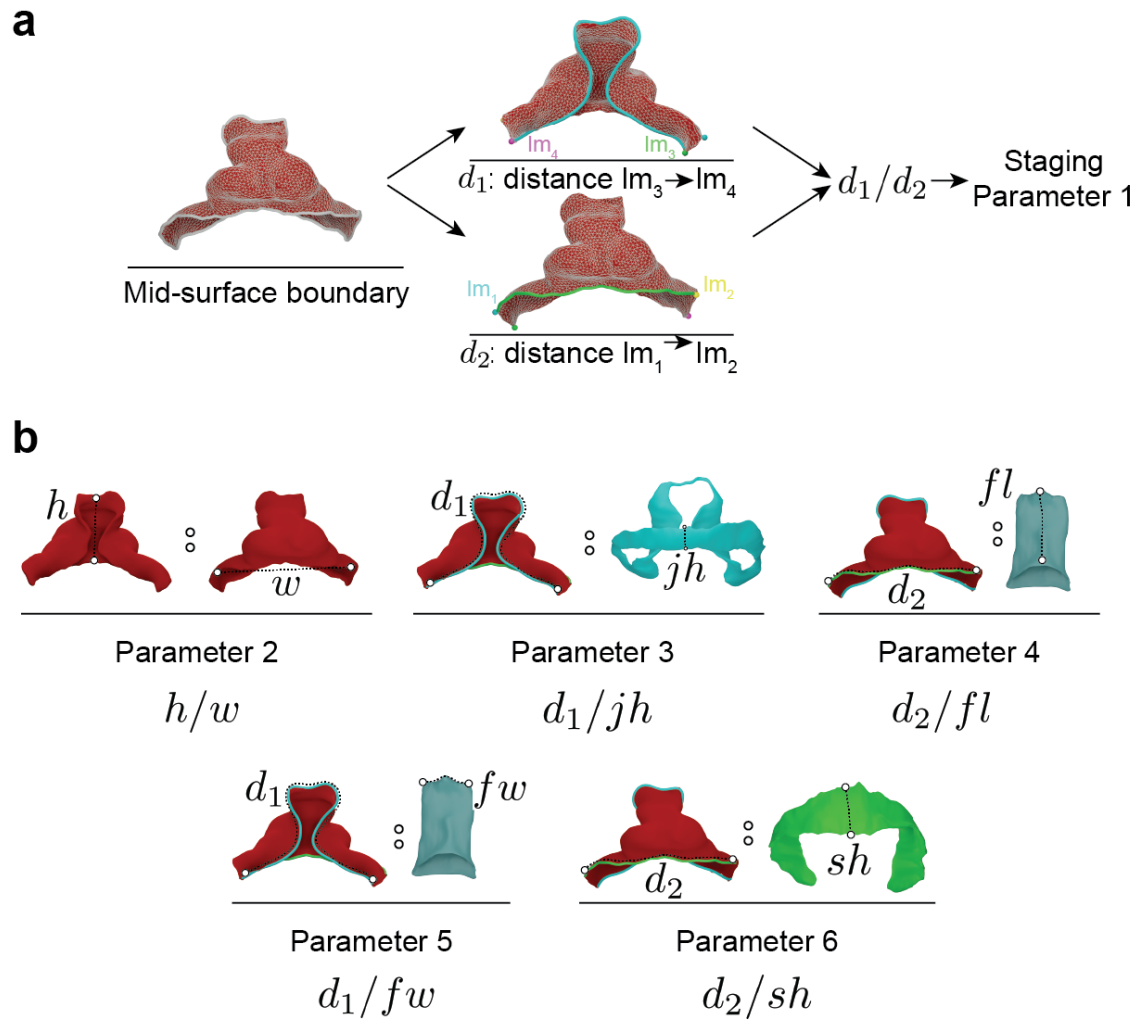 a
lm4 lm3
d1: distance lm3 → lm4
Mid-surface boundary
lm1 lm2
d2: distance lm1 → lm2
d1/d2 → Staging
Parameter 1
b
h w
d1 jh
d2 fl
Parameter 2 Parameter 3 Parameter 4
h/w d1/jh d2/fl
d1 fw
d2 sh
Parameter 5 Parameter 6
d1/fw d2/sh